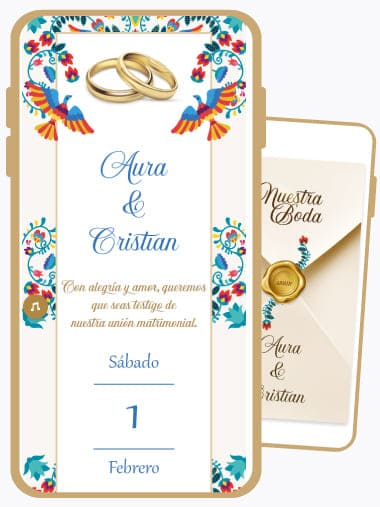 Aura
&
Cristian
Con alegría y amor, queremos
que seas testigo de
nuestra unión matrimonial.
Sábado
1
Febrero
Nuestra
Boda
Aura
&
Cristian